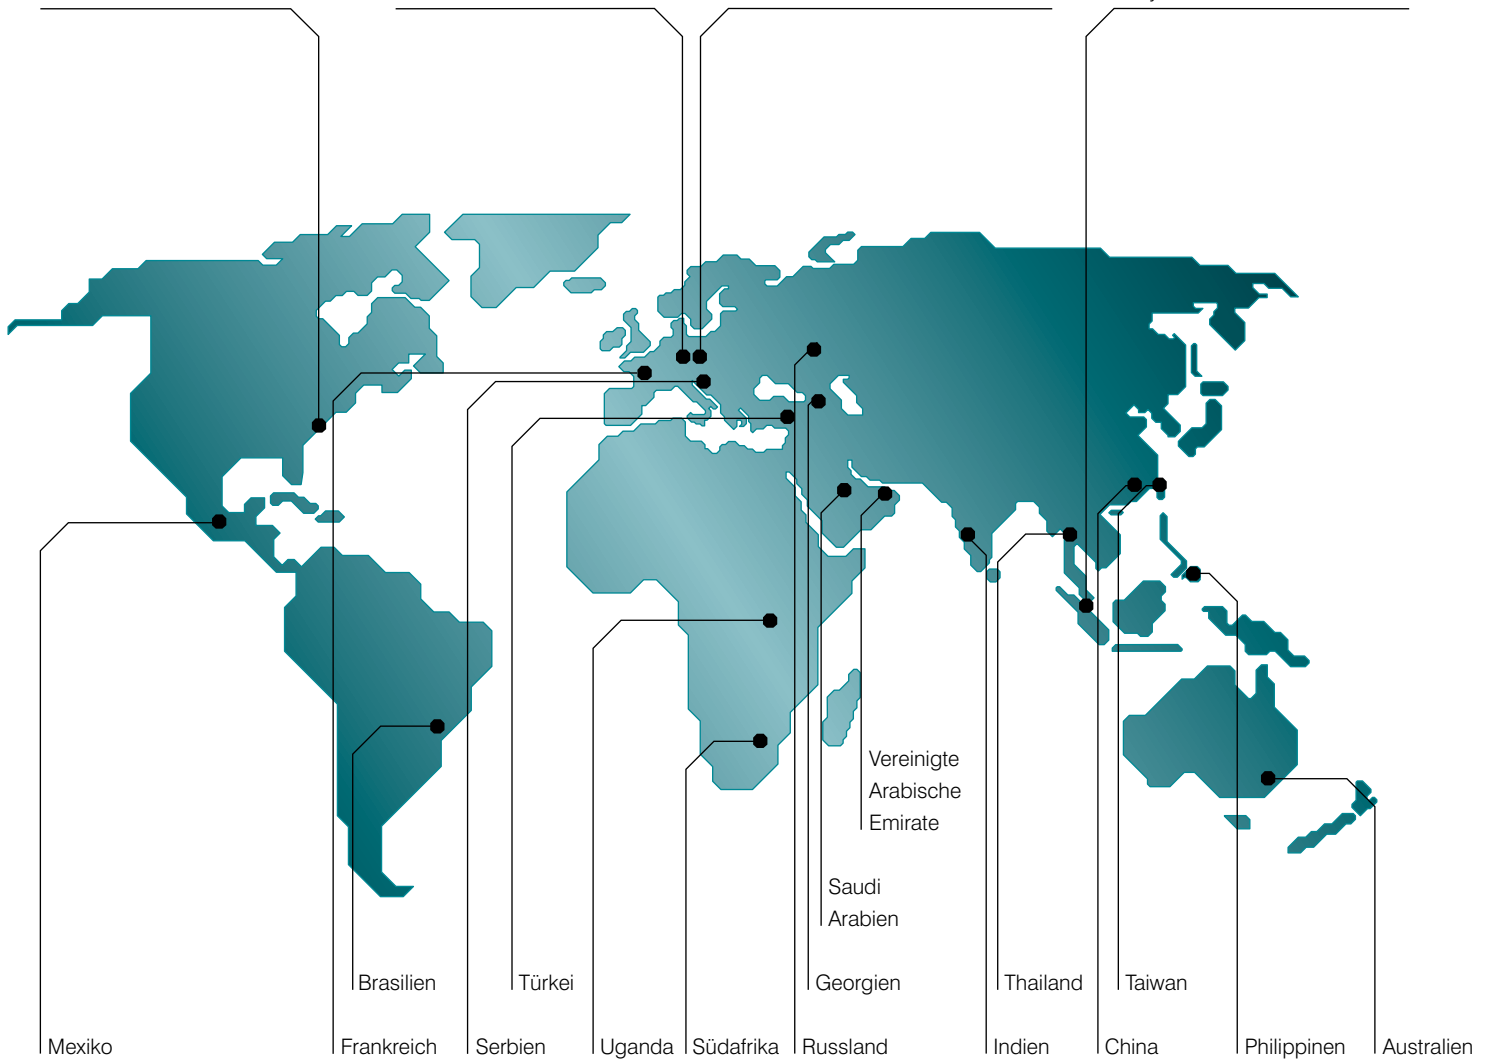 Vereinigte
Arabische
Emirate
Saudi
Arabien
Brasilien
Türkei
Georgien
Thailand
Taiwan
Mexiko
Frankreich
Serbien
Uganda
Südafrika
Russland
Indien
China
Philippinen
Australien